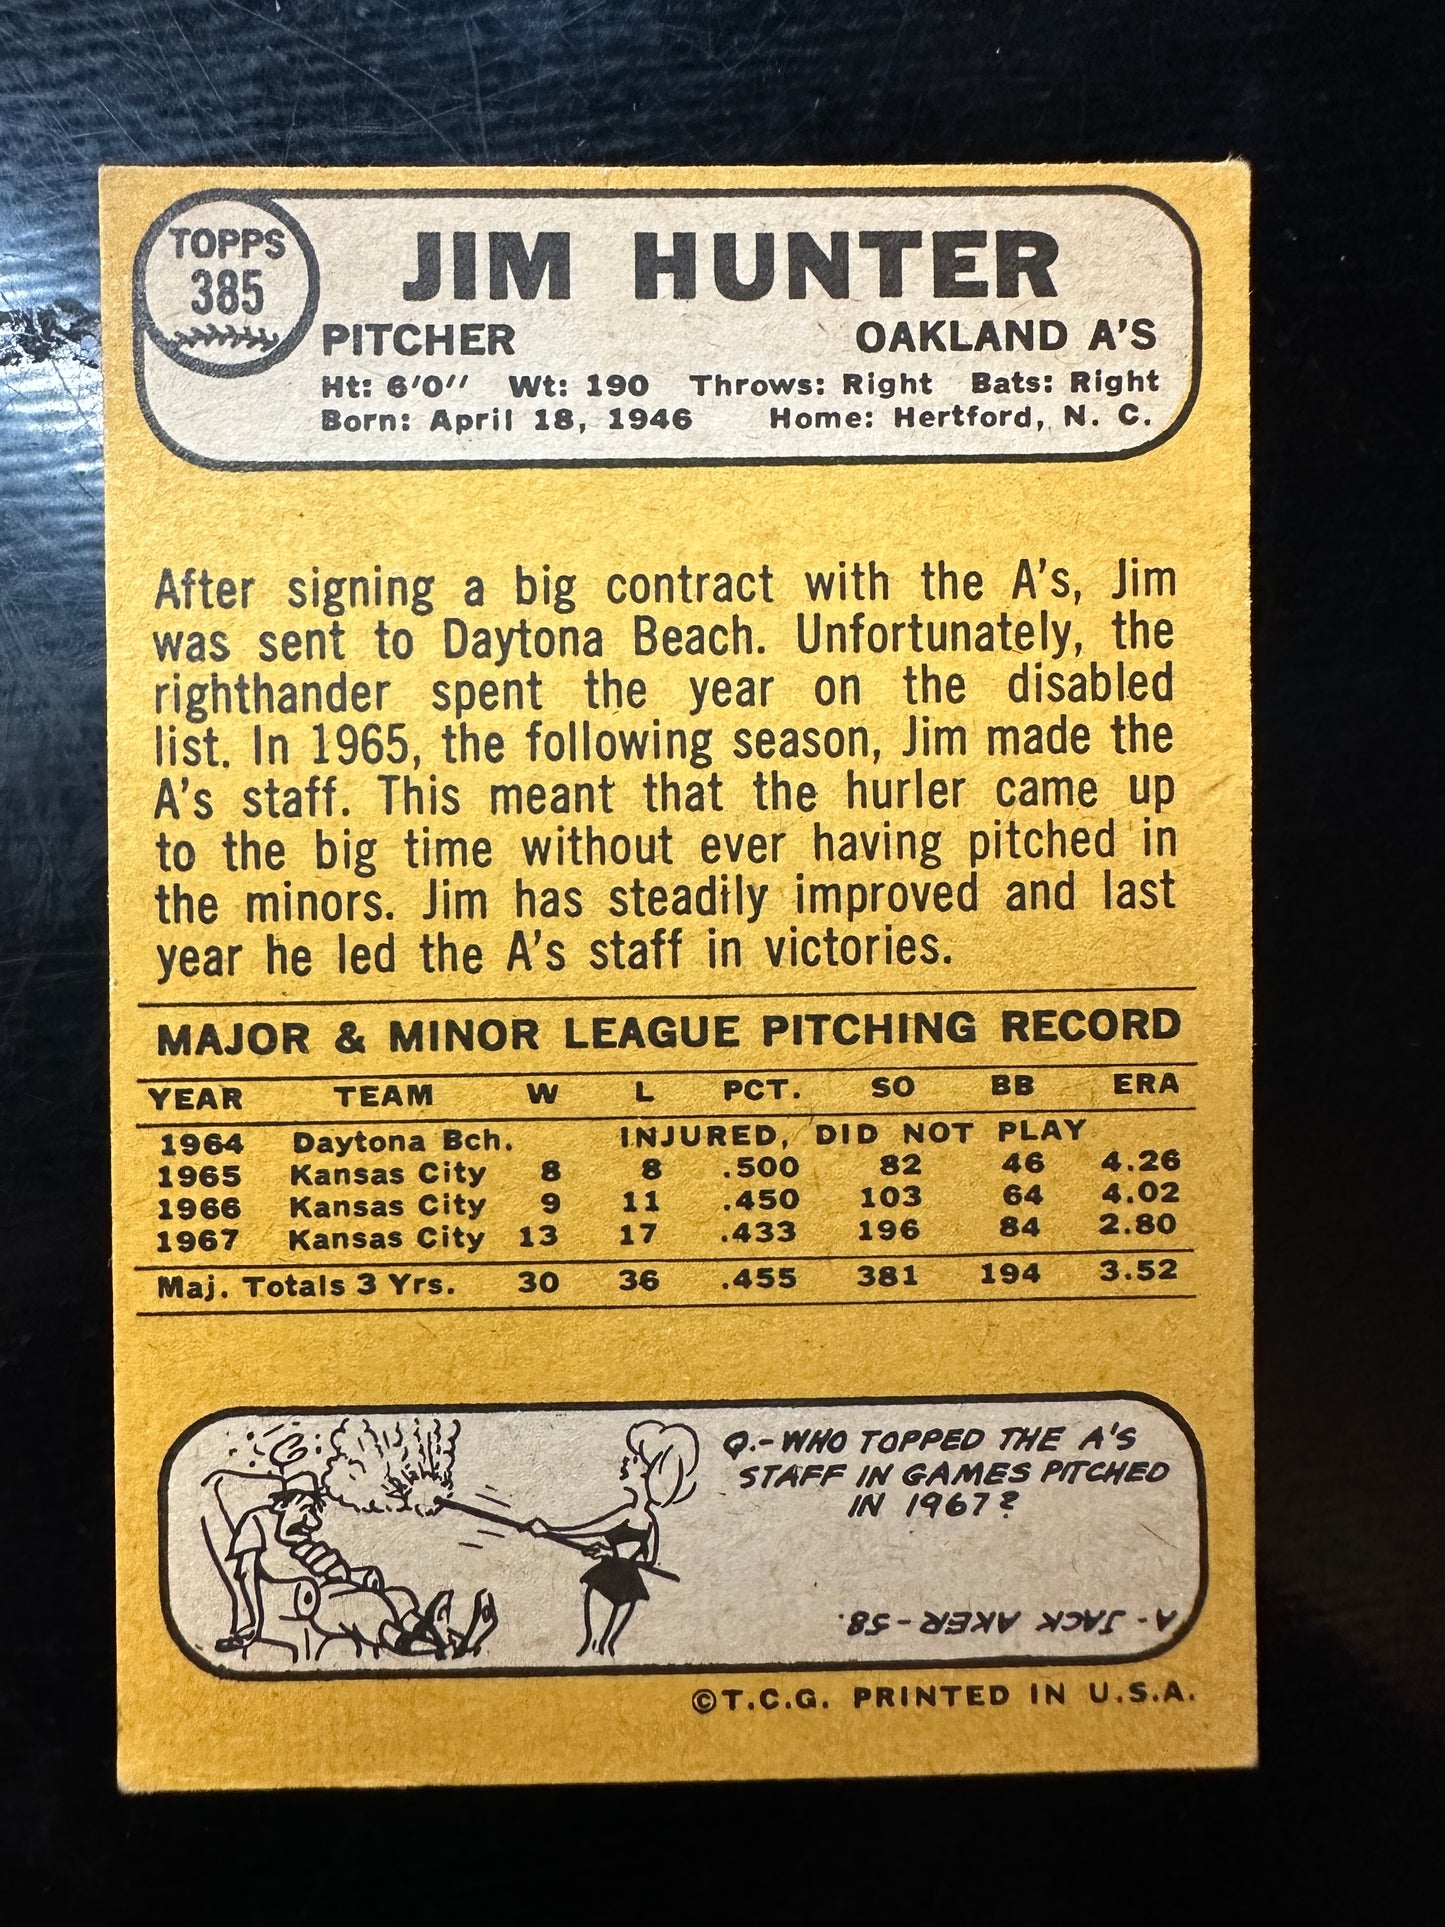 TOPPS
385
JIM HUNTER
PITCHER OAKLAND A'S
Ht: 6'0'' Wt: 190 Throws: Right Bats: Right
Born: April 18, 1946 Home: Hertford, N. C.
After signing a big contract with the A's, Jim
was sent to Daytona Beach. Unfortunately, the
righthander spent the year on the disabled
list. In 1965, the following season, Jim made the
A's staff. This meant that the hurler came up
to the big time without ever having pitched in
the minors. Jim has steadily improved and last
year he led the A's staff in victories.
MAJOR & MINOR LEAGUE PITCHING RECORD
YEAR TEAM W L PCT. SO BB ERA
1964 Daytona Bch. INJURED, DID NOT PLAY
1965 Kansas City 8 8 .500 82 46 4.26
1966 Kansas City 9 11 .450 103 64 4.02
1967 Kansas City 13 17 .433 196 84 2.80
Maj. Totals 3 Yrs. 30 36 .455 381 194 3.52
Q.-WHO TOPPED THE A'S
STAFF IN GAMES PITCHED
IN 1967?
A-JACK AKER-58.
©T.C.G. PRINTED IN U.S.A.